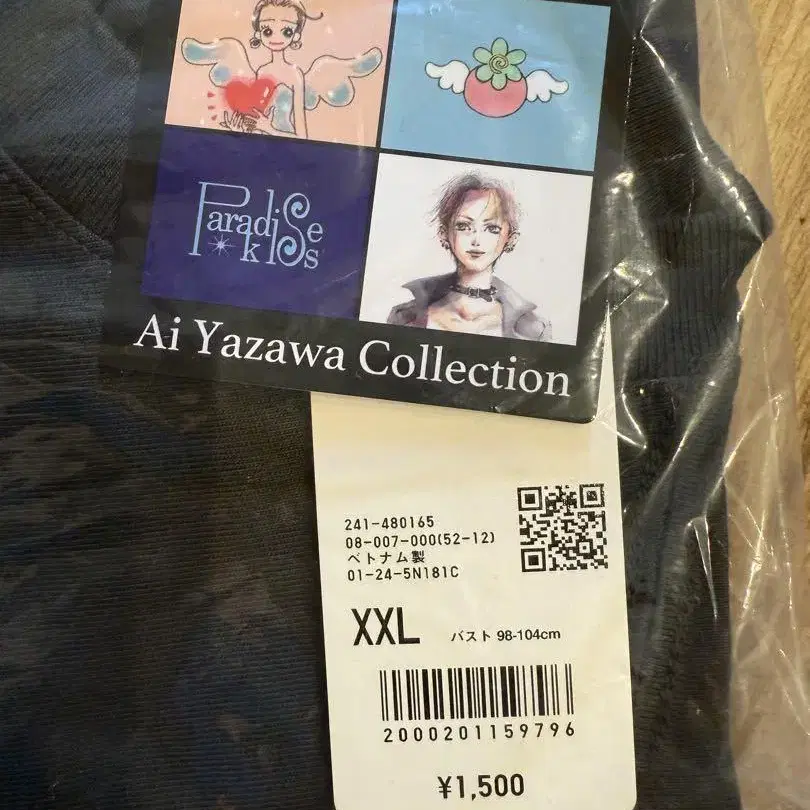 Paradise
Kiss
Ai Yazawa Collection
241-480165
08-007-000(52-12)
ベトナム製
01-24-5N181C
XXL バスト 98-104cm
2000201159796
¥1,500